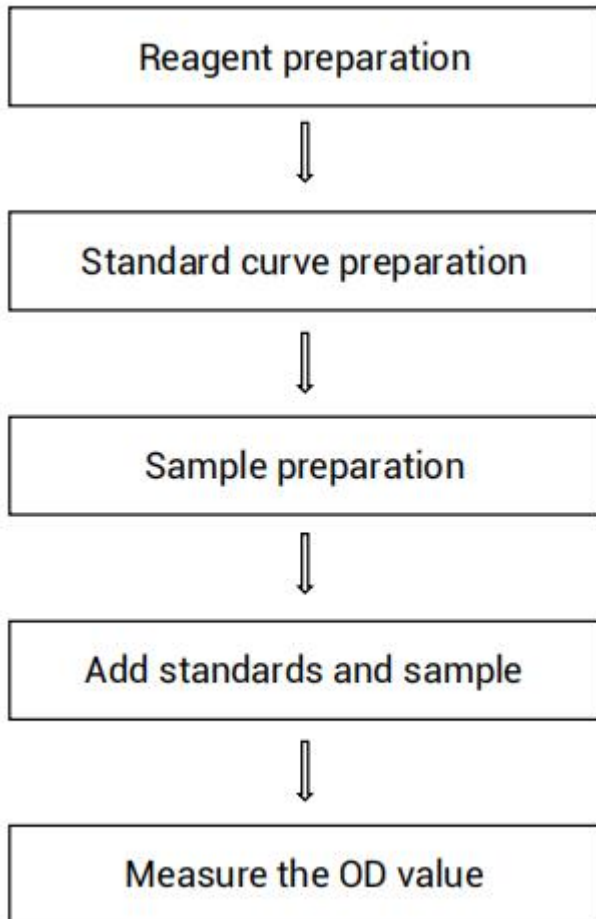 Reagent preparation
Standard curve preparation
Sample preparation
Add standards and sample
Measure the OD value